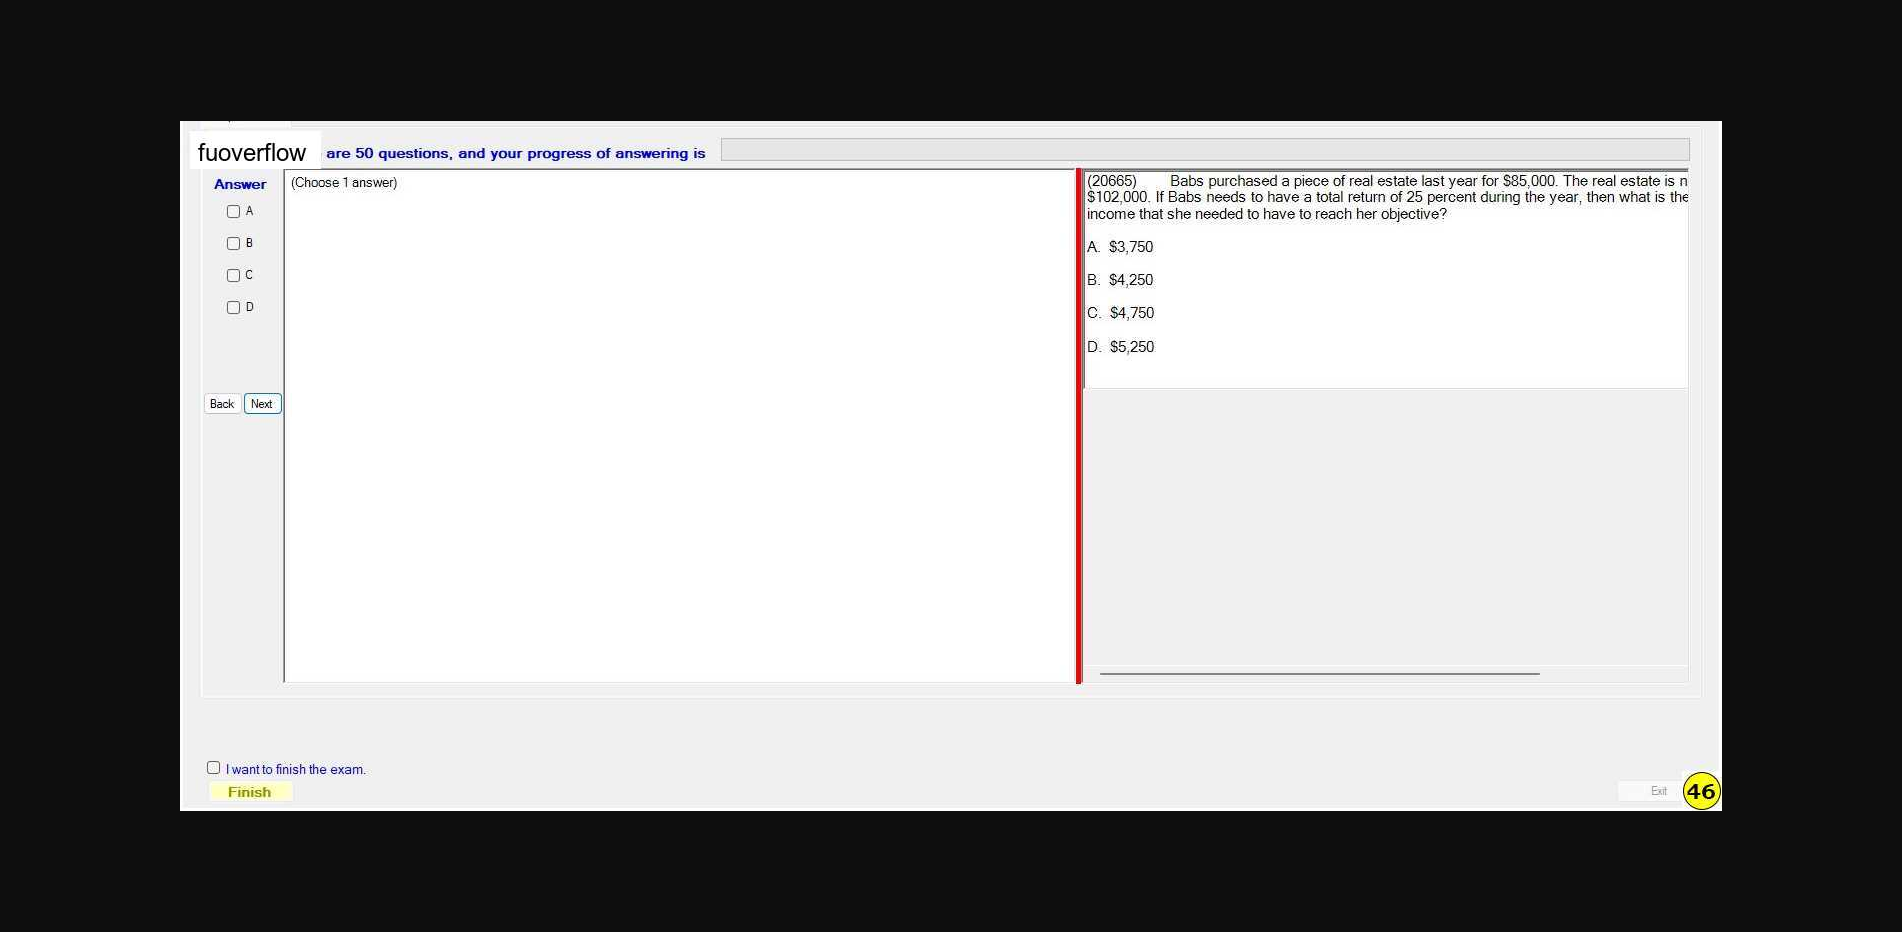 fuoverflow are 50 questions, and your progress of answering is
Answer
(Choose 1 answer)
A
B
C
D
Back Next
(20665) Babs purchased a piece of real estate last year for $85,000. The real estate is
$102,000. If Babs needs to have a total return of 25 percent during the year, then what is the
income that she needed to have to reach her objective?
A. $3,750
B. $4,250
C. $4,750
D. $5,250
I want to finish the exam.
Finish
Exit
46